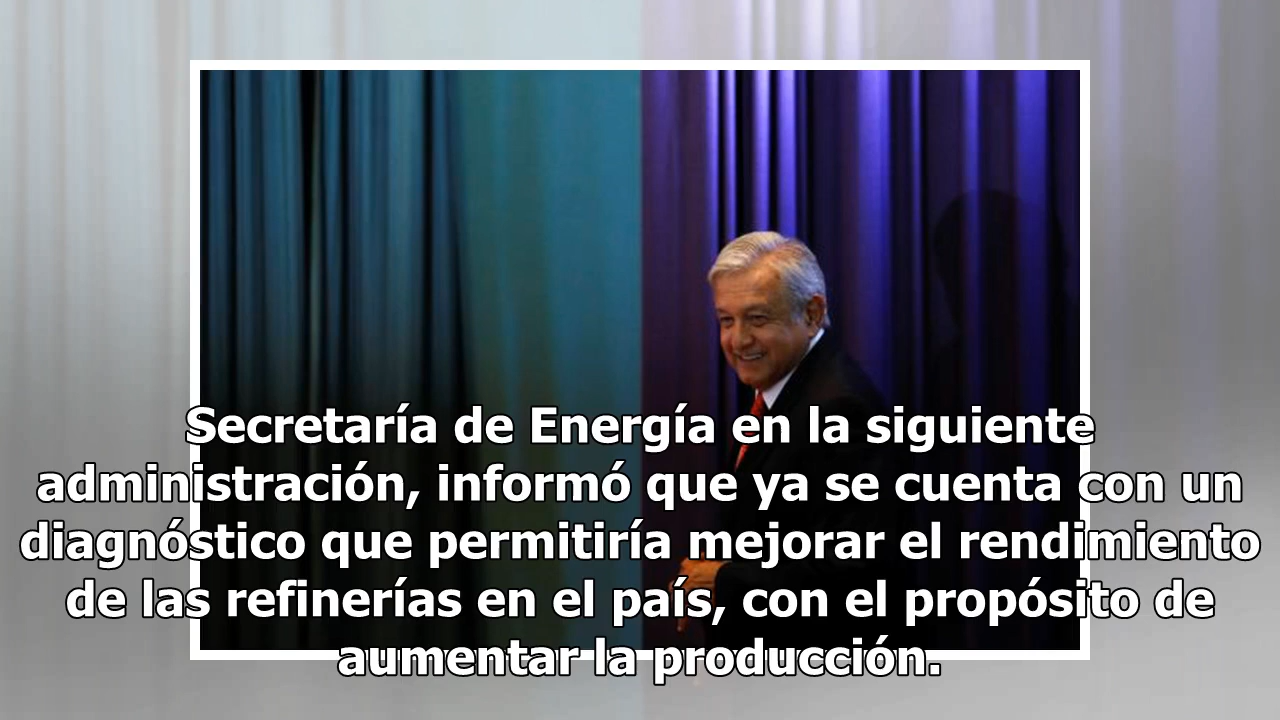 Secretaría de Energía en la siguiente
administración, informó que ya se cuenta con un
diagnóstico que permitiría mejorar el rendimiento
de las refinerías en el país, con el propósito de
aumentar la producción.